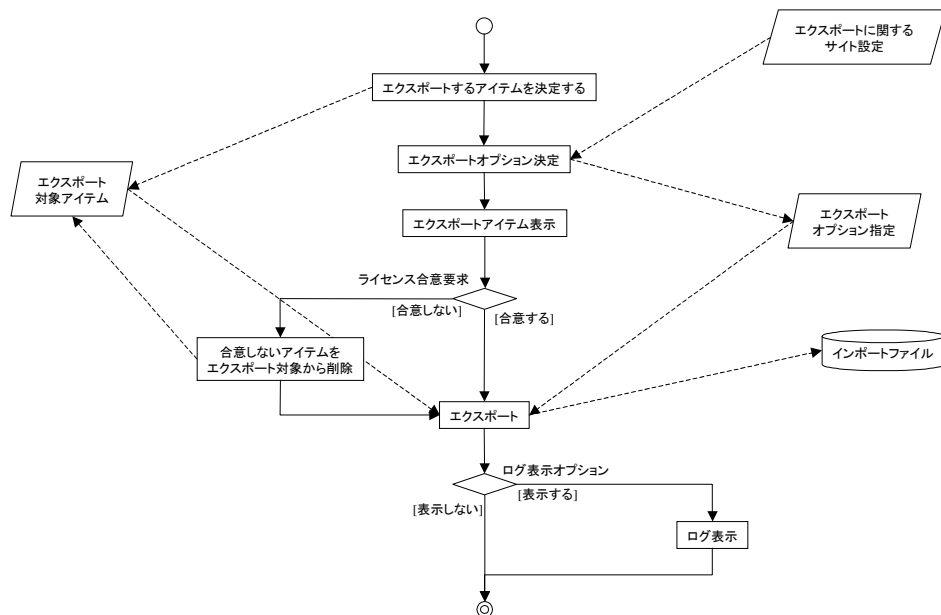 エクスポートに関する
サイト設定
エクスポートするアイテムを決定する
エクスポートオプション決定
エクスポート
対象アイテム
エクスポートアイテム表示
エクスポート
オプション指定
ライセンス合意要求
[合意しない]
[合意する]
合意しないアイテムを
エクスポート対象から削除
インポートファイル
エクスポート
ログ表示オプション
[表示する]
[表示しない]
ログ表示